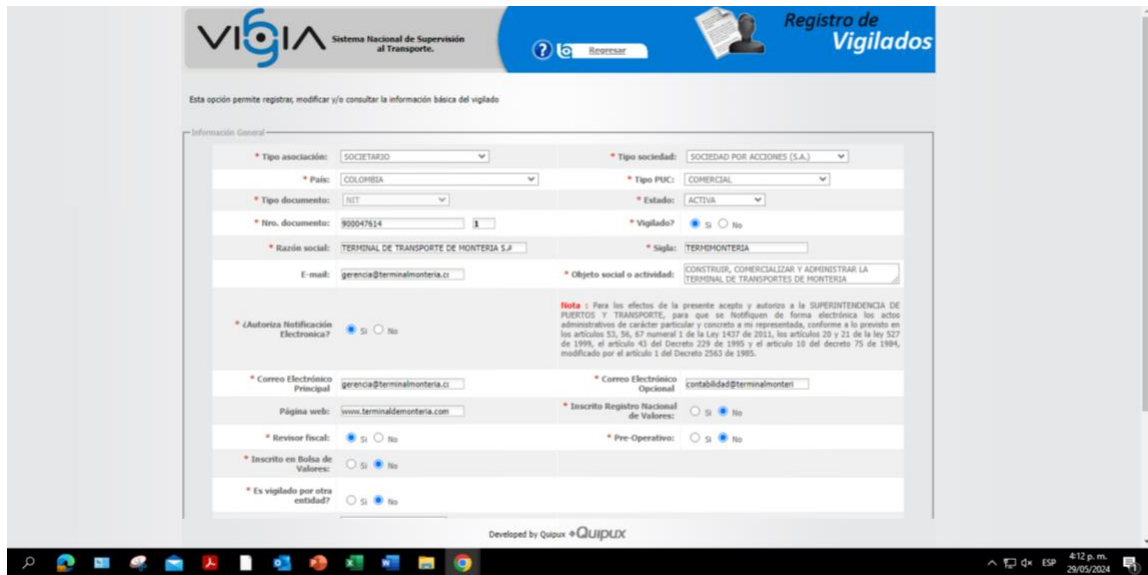 VIGIA
Sistema Nacional de Supervisión
al Transporte.
? Regresar
Registro de
Vigilados
Esta opción permite registrar, modificar y/o consultar la información básica del vigilado
Información General
* Tipo asociación: SOCIETARIO * Tipo sociedad: SOCIEDAD POR ACCIONES (S.A.)
* País: COLOMBIA * Tipo PUC: COMERCIAL
* Tipo documento: NIT * Estado: ACTIVA
* Nro. documento: 900047614 1 * Vigilado? Si No
* Razón social: TERMINAL DE TRANSPORTE DE MONTERIA S.A * Sigla: TERMIMONTERIA
E-mail: gerencia@terminalmonteria.co * Objeto social o actividad: CONSTRUIR, COMERCIALIZAR Y ADMINISTRAR LA
TERMINAL DE TRANSPORTES DE MONTERIA
* ¿Autoriza Notificación
Electronica? Si No
Nota : Para los efectos de la presente acepto y autorizo a la SUPERINTENDENCIA DE
PUERTOS Y TRANSPORTE, para que se Notifiquen de forma electrónica los actos
administrativos de carácter particular y concreto a mi representada, conforme a lo previsto en
los artículos 53, 56, 67 numeral 1 de la Ley 1437 de 2011, los artículos 20 y 21 de la ley 527
de 1999, el artículo 43 del Decreto 229 de 1995 y el artículo 10 del decreto 75 de 1984,
modificado por el artículo 1 del Decreto 2563 de 1985.
* Correo Electrónico
Principal gerencia@terminalmonteria.co
* Correo Electrónico
Opcional contabilidad@terminalmonteri
Página web: www.terminaldemonteria.com
* Inscrito Registro Nacional
de Valores: Si No
* Revisor fiscal: Si No * Pre-Operativo: Si No
* Inscrito en Bolsa de
Valores: Si No
* Es vigilado por otra
entidad? Si No
Developed by Quipux Quipux
ESP
4:12 p. m.
29/05/2024